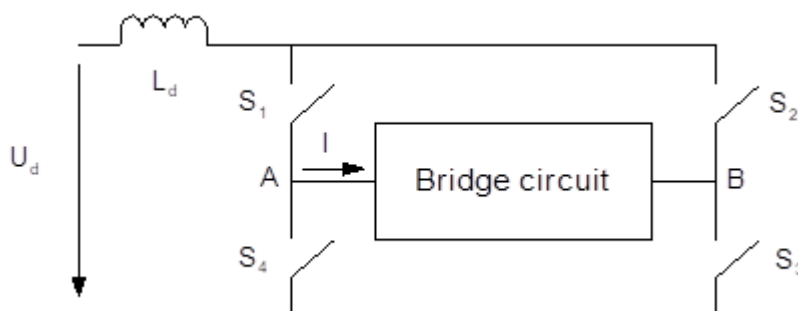 L_d
S_1
S_2
I
U_d
A
Bridge circuit
B
S_4
S_3